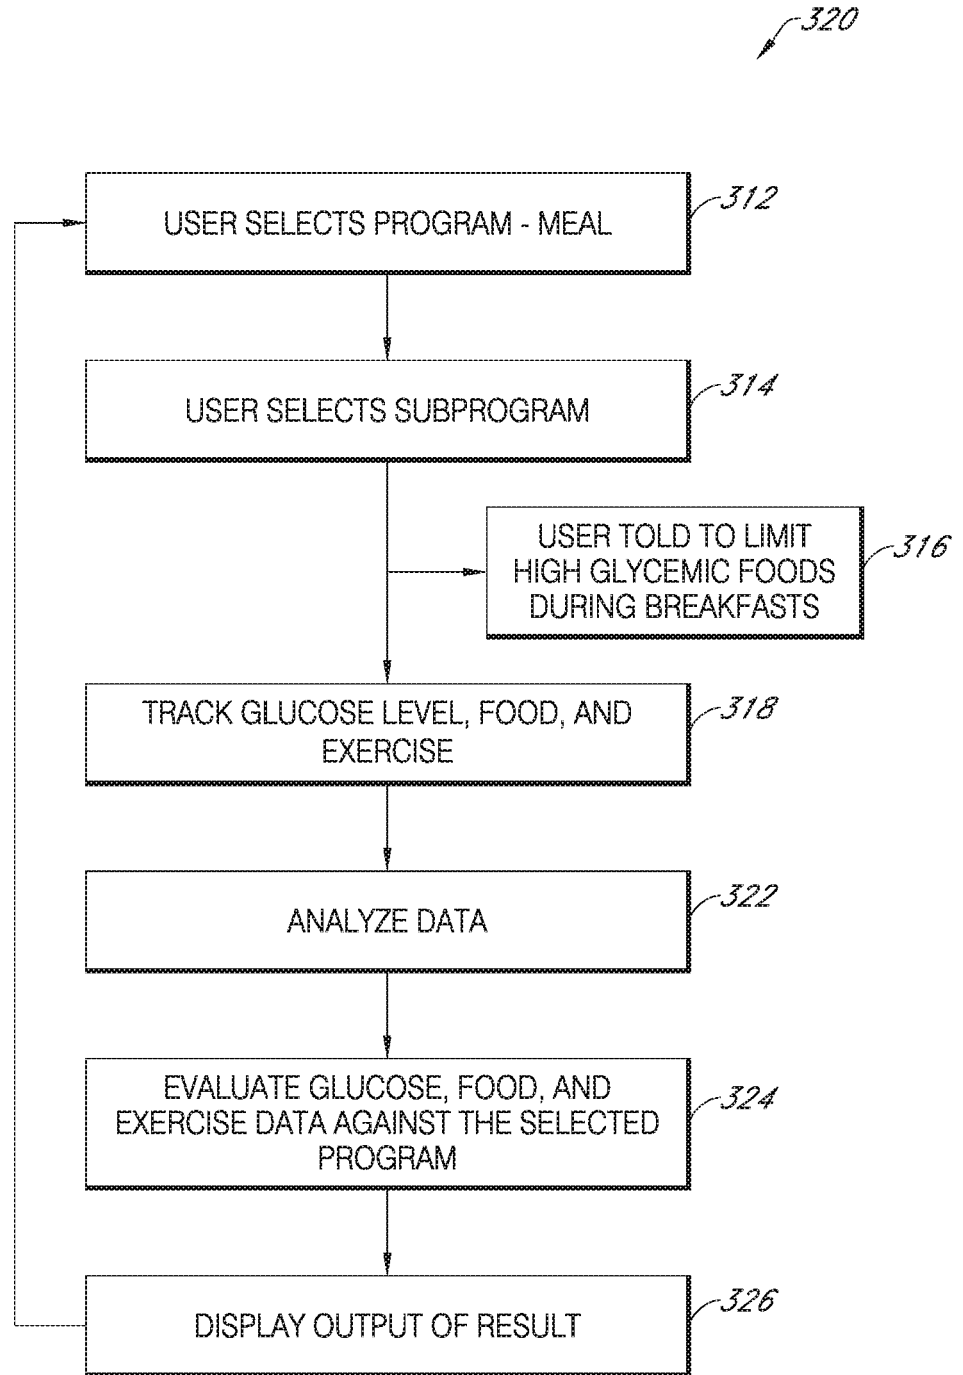 320
USER SELECTS PROGRAM - MEAL
312
USER SELECTS SUBPROGRAM
314
USER TOLD TO LIMIT
HIGH GLYCEMIC FOODS
DURING BREAKFASTS
316
TRACK GLUCOSE LEVEL, FOOD, AND
EXERCISE
318
ANALYZE DATA
322
EVALUATE GLUCOSE, FOOD, AND
EXERCISE DATA AGAINST THE SELECTED
PROGRAM
324
DISPLAY OUTPUT OF RESULT
326